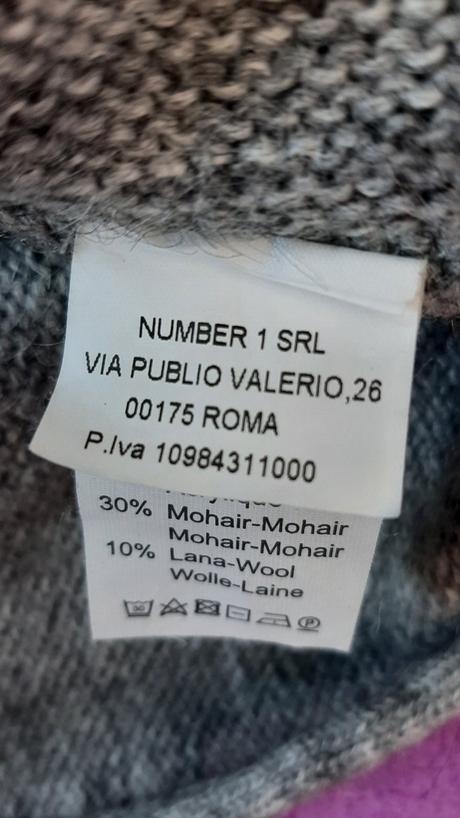 NUMBER 1 SRL
VIA PUBLIO VALERIO,26
00175 ROMA
P.Iva 10984311000
30% Mohair-Mohair
Mohair-Mohair
10% Lana-Wool
Wolle-Laine